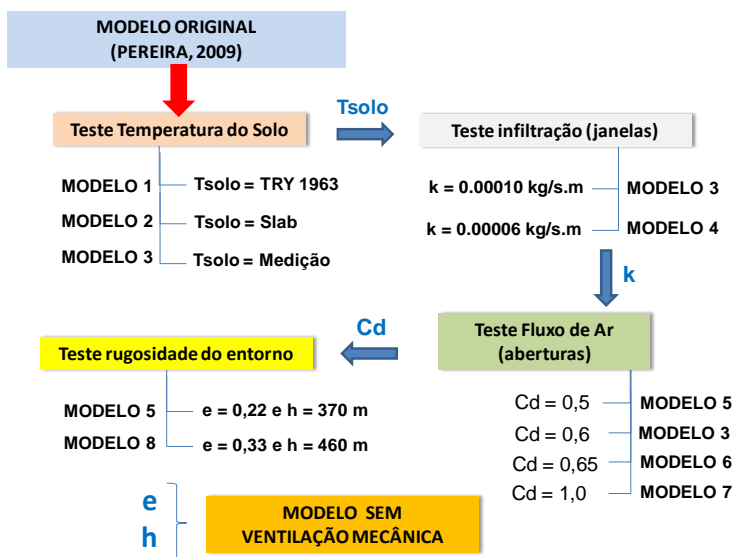 MODELO ORIGINAL
(PEREIRA, 2009)
Teste Temperatura do Solo
Tsolo
Teste infiltração (janelas)
MODELO 1 Tsolo = TRY 1963
MODELO 2 Tsolo = Slab
MODELO 3 Tsolo = Medição
k = 0.00010 kg/s.m MODELO 3
k = 0.00006 kg/s.m MODELO 4
k
Teste Fluxo de Ar
(aberturas)
Cd = 0,5 MODELO 5
Cd = 0,6 MODELO 3
Cd = 0,65 MODELO 6
Cd = 1,0 MODELO 7
Cd
Teste rugosidade do entorno
MODELO 5 e = 0,22 e h = 370 m
MODELO 8 e = 0,33 e h = 460 m
e
h
MODELO SEM
VENTILAÇÃO MECÂNICA